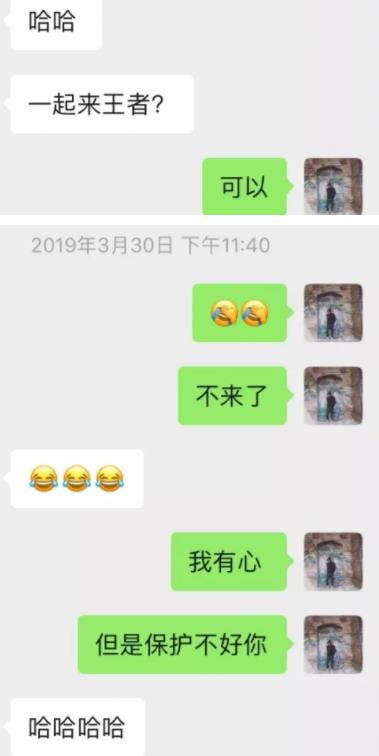 哈哈
一起来王者?
可以
2019年3月30日 下午11:40
🤣🤣
不来了
😂😂😂
我有心
但是保护不好你
哈哈哈哈